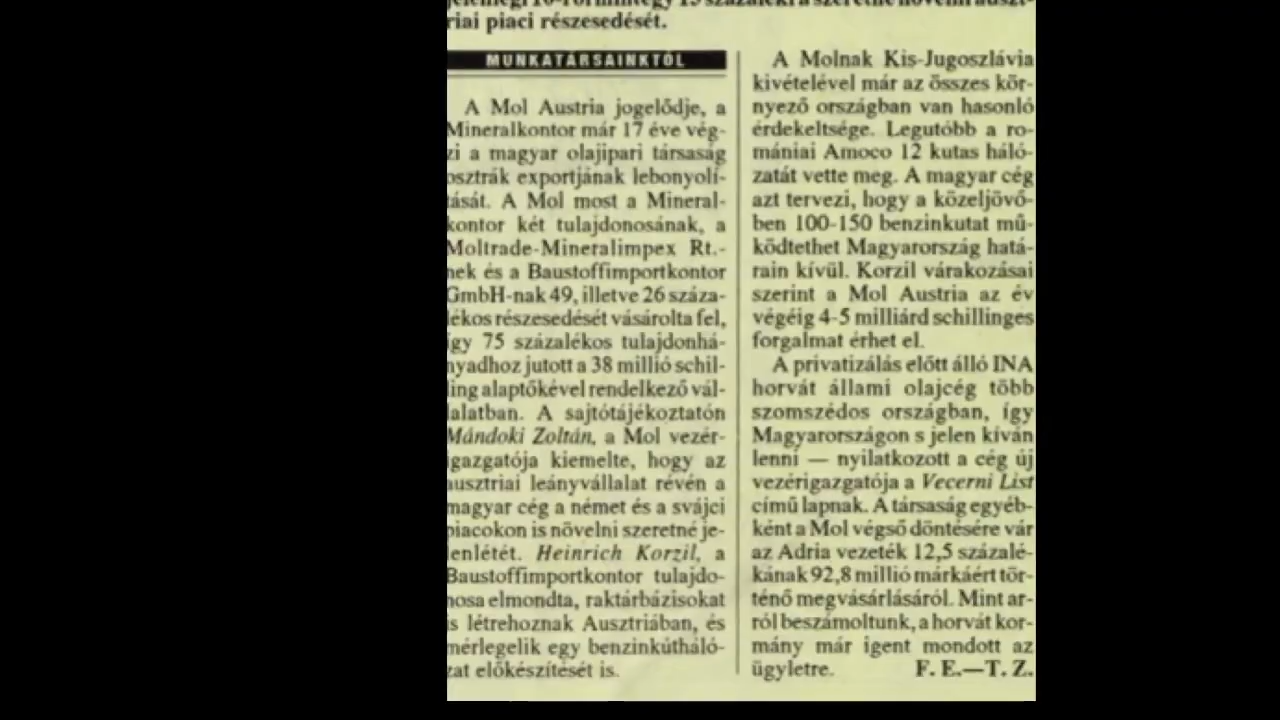 riai piaci részesedését.
MUNKATÁRSAINKTÓL
A Mol Austria jogelődje, a
Mineralkontor már 17 éve vég-
zi a magyar olajipari társaság
osztrák exportjának lebonyolí-
tását. A Mol most a Mineral-
kontor két tulajdonosának, a
Moltrade-Mineralimpex Rt.-
nek és a Baustoffimportkontor
GmbH-nak 49, illetve 26 száza-
lékos részesedését vásárolta fel,
így 75 százalékos tulajdonhá-
nyadhoz jutott a 38 millió schil-
ling alaptőkével rendelkező vál-
lalatban. A sajtótájékoztatón
Mándoki Zoltán, a Mol vezér-
igazgatója kiemelte, hogy az
ausztriai leányvállalat révén a
magyar cég a német és a svájci
piacokon is növelni szeretné je-
lenlétét. Heinrich Korzil, a
Baustoffimportkontor tulajdo-
nosa elmondta, raktárbázisokat
is létrehoznak Ausztriában, és
mérlegelik egy benzinkútháló-
zat előkészítését is.
A Molnak Kis-Jugoszlávia
kivételével már az összes kör-
nyező országban van hasonló
érdekeltsége. Legutóbb a ro-
mániai Amoco 12 kutas háló-
zatát vette meg. A magyar cég
azt tervezi, hogy a közeljövő-
ben 100-150 benzinkutat mű-
ködtethet Magyarország hatá-
rain kívül. Korzil várakozásai
szerint a Mol Austria az év
végéig 4-5 milliárd schillinges
forgalmat érhet el.
A privatizálás előtt álló INA
horvát állami olajcég több
szomszédos országban, így
Magyarországon s jelen kíván
lenni — nyilatkozott a cég új
vezérigazgatója a Vecerni List
című lapnak. A társaság egyéb-
ként a Mol végső döntésére vár
az Adria vezeték 12,5 százalé-
kának 92,8 millió márkáért tör-
ténő megvásárlásáról. Mint ar-
ról beszámoltunk, a horvát kor-
mány már igent mondott az
ügyletre. F. E.—T. Z.